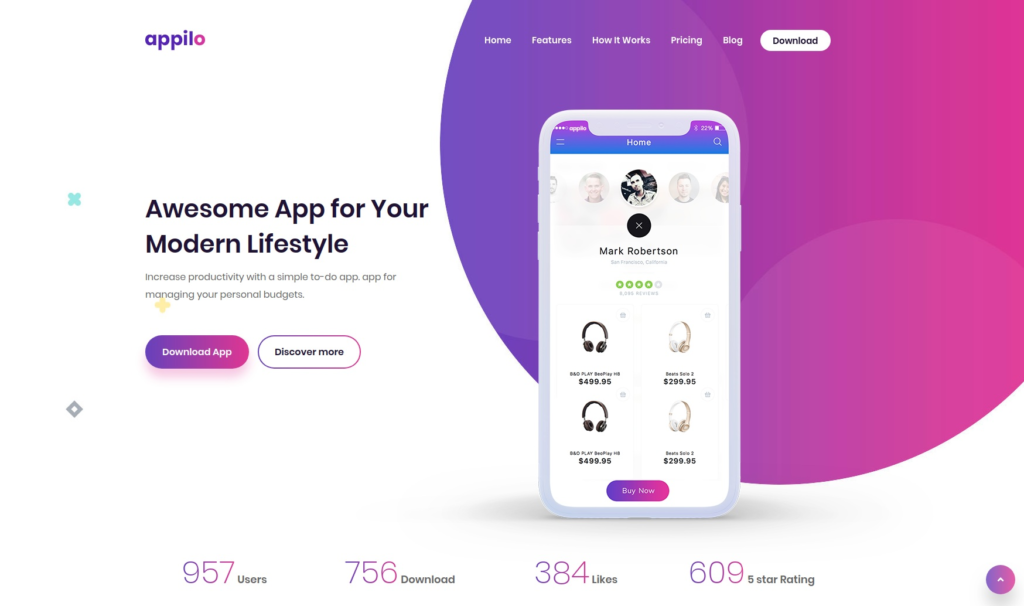 appilo
Home Features How It Works Pricing Blog Download
appilo 22%
Home
Awesome App for Your
Modern Lifestyle
Increase productivity with a simple to-do app. app for
managing your personal budgets.
Download App Discover more
Mark Robertson
San Francisco, California
REVIEWS
B&O PLAY BeoPlay H8 Beats Solo 2
$499.95 $299.95
B&O PLAY BeoPlay H8 Beats Solo 2
$499.95 $299.95
Buy Now
957 Users 756 Download 384 Likes 609 5 star Rating